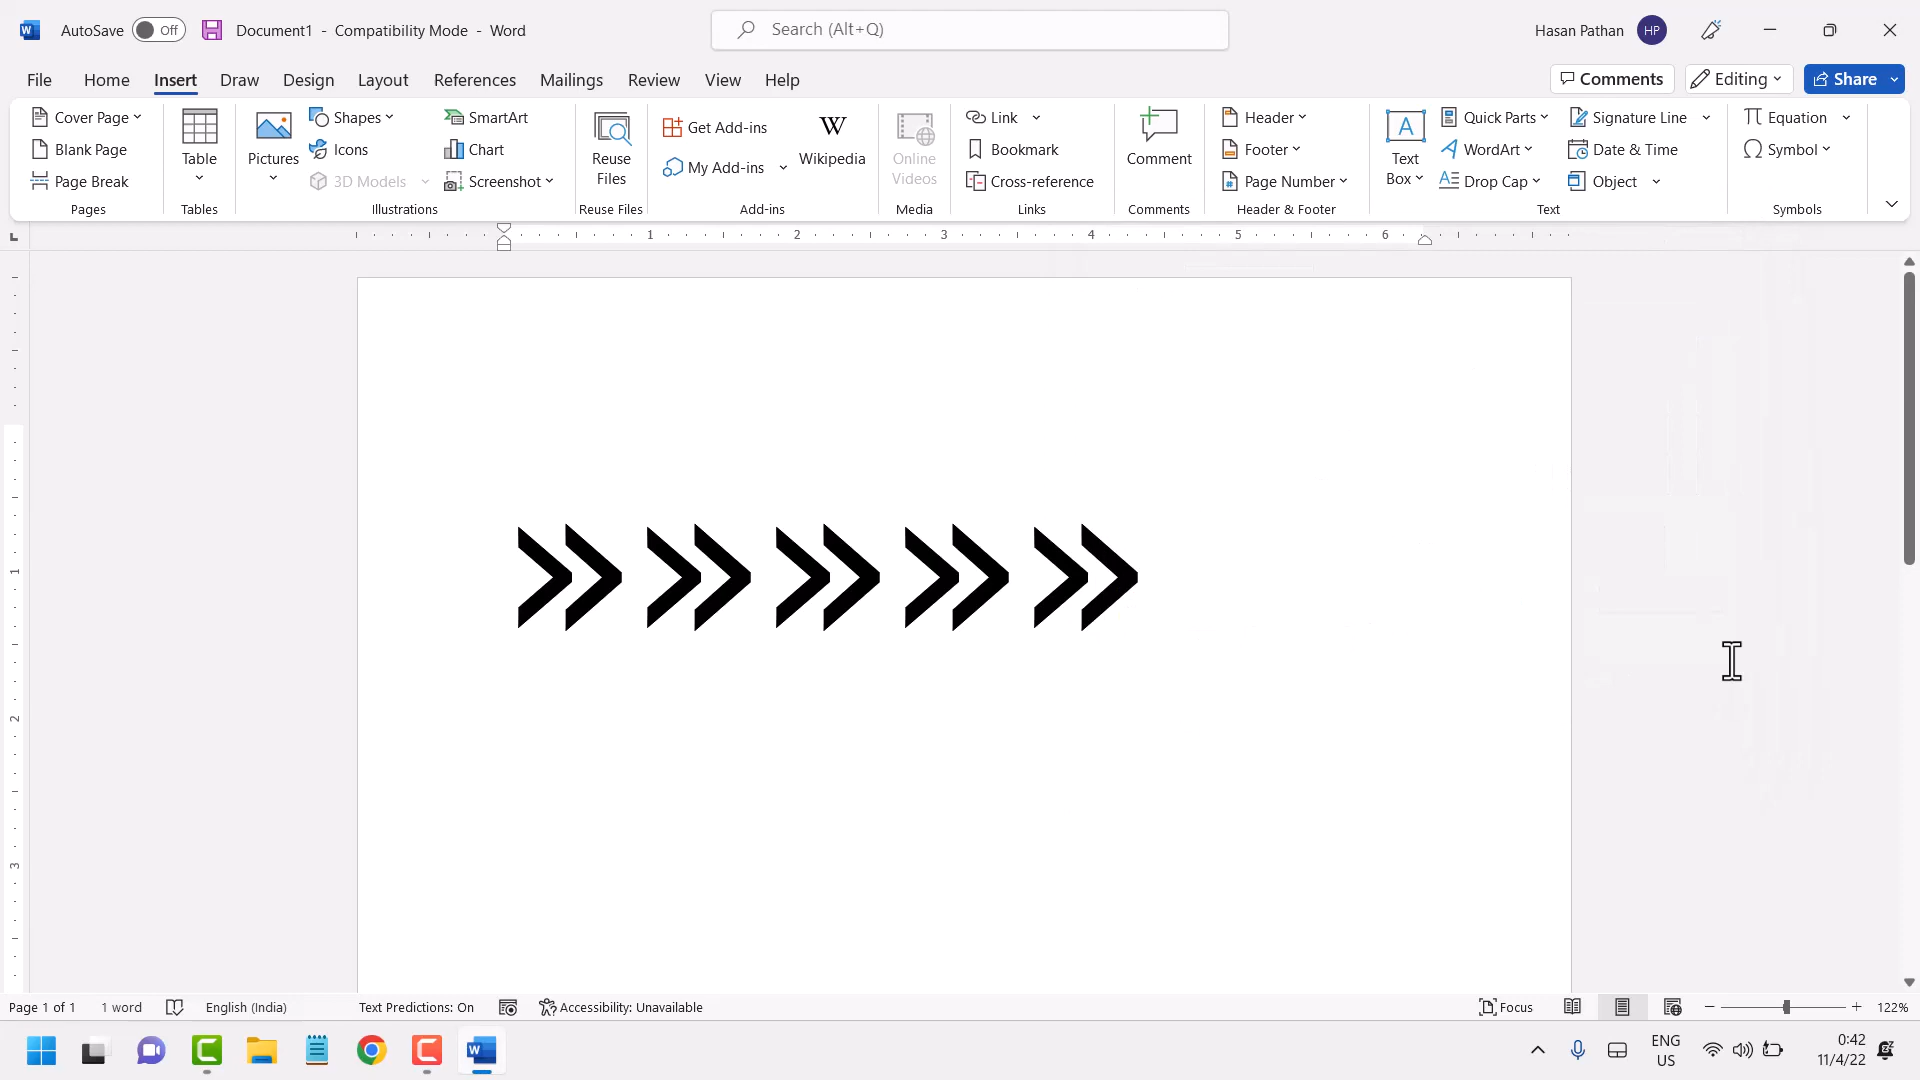 AutoSave Off Document1 - Compatibility Mode - Word Search (Alt+Q) Hasan Pathan HP
File Home Insert Draw Design Layout References Mailings Review View Help Comments Editing Share
Cover Page
Blank Page
Page Break
Pages
Table
Tables
Pictures
Shapes
Icons
3D Models
SmartArt
Chart
Screenshot
Illustrations
Reuse
Files
Reuse Files
Get Add-ins
My Add-ins
W
Wikipedia
Add-ins
Online
Videos
Media
Link
Bookmark
Cross-reference
Links
Comment
Comments
Header
Footer
Page Number
Header & Footer
Text
Box
Quick Parts
WordArt
Drop Cap
Signature Line
Date & Time
Object
Text
Equation
Symbol
Symbols
1 2 3 4 5 6
1
2
3
»»»»»
Page 1 of 1 1 word English (India) Text Predictions: On Accessibility: Unavailable Focus 122%
ENG
US
0:42
11/4/22